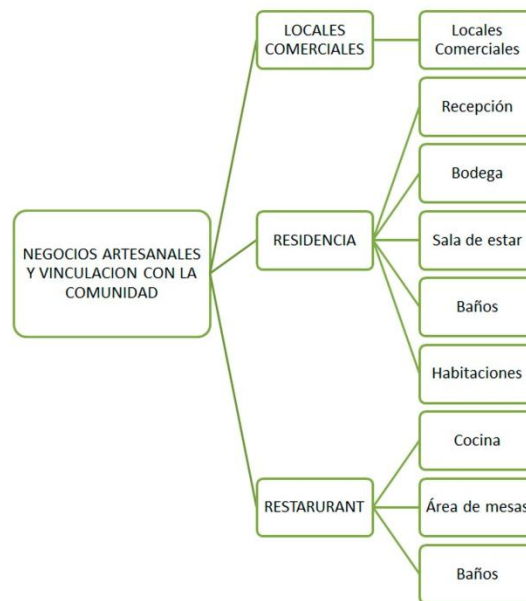 LOCALES
COMERCIALES
Locales
Comerciales
Recepción
Bodega
NEGOCIOS ARTESANALES
Y VINCULACION CON LA
COMUNIDAD
RESIDENCIA
Sala de estar
Baños
Habitaciones
Cocina
RESTARURANT
Área de mesas
Baños